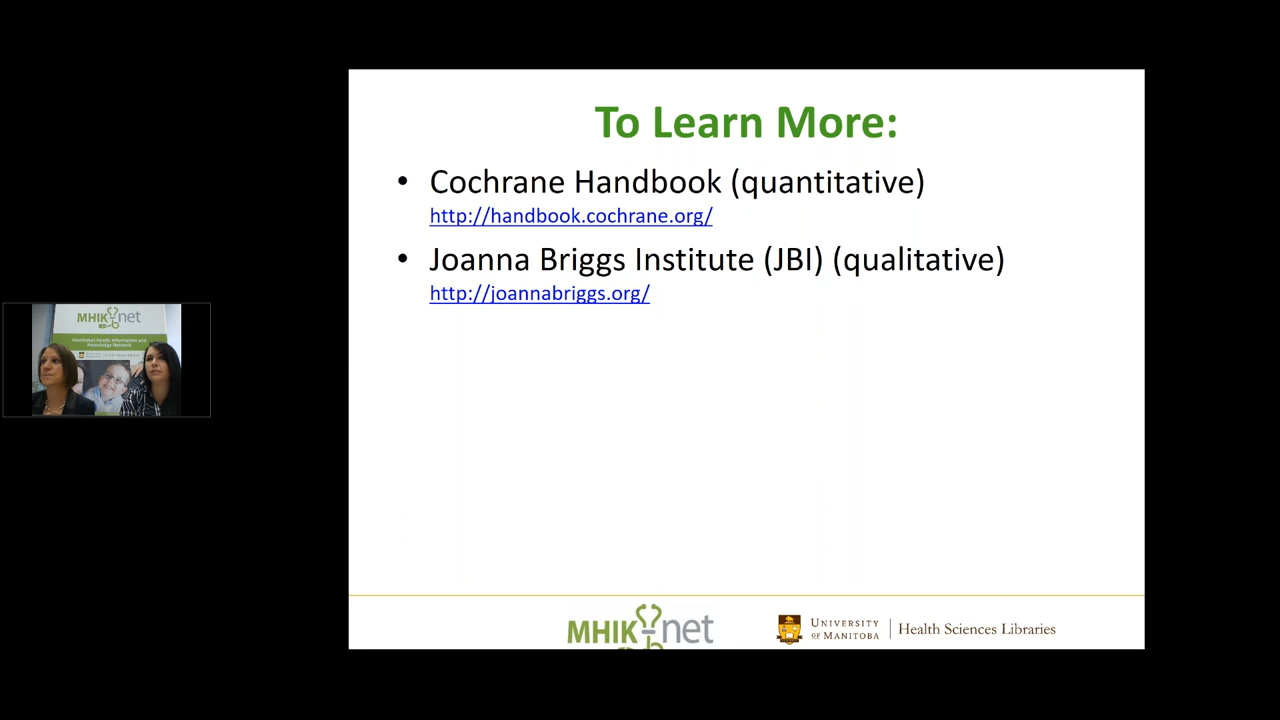 To Learn More:
• Cochrane Handbook (quantitative)
http://handbook.cochrane.org/
• Joanna Briggs Institute (JBI) (qualitative)
http://joannabriggs.org/
MHIK net
Manitoba's Health Information and
Knowledge Network
MHIK net
UNIVERSITY
OF MANITOBA
Health Sciences Libraries